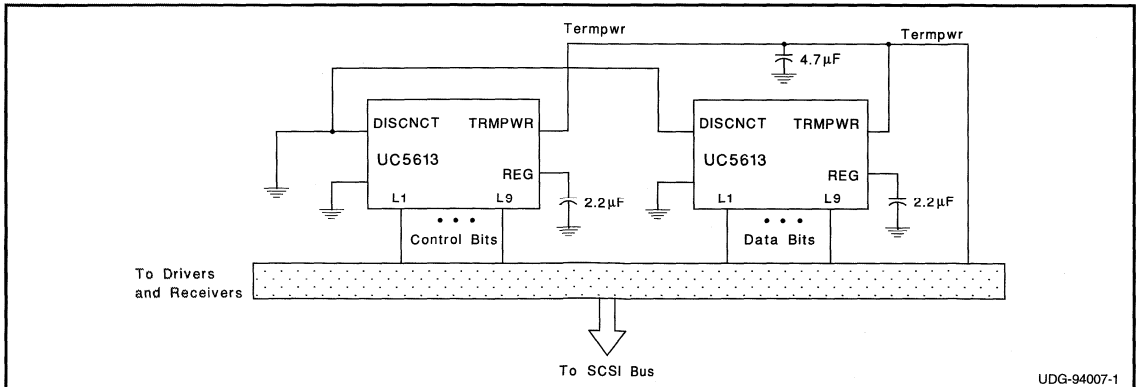 Termpwr
Termpwr
4.7µF
DISCNCT TRMPWR
UC5613
REG
L1 L9
2.2µF
Control Bits
DISCNCT TRMPWR
UC5613
REG
L1 L9
2.2µF
Data Bits
To Drivers
and Receivers
To SCSI Bus
UDG-94007-1